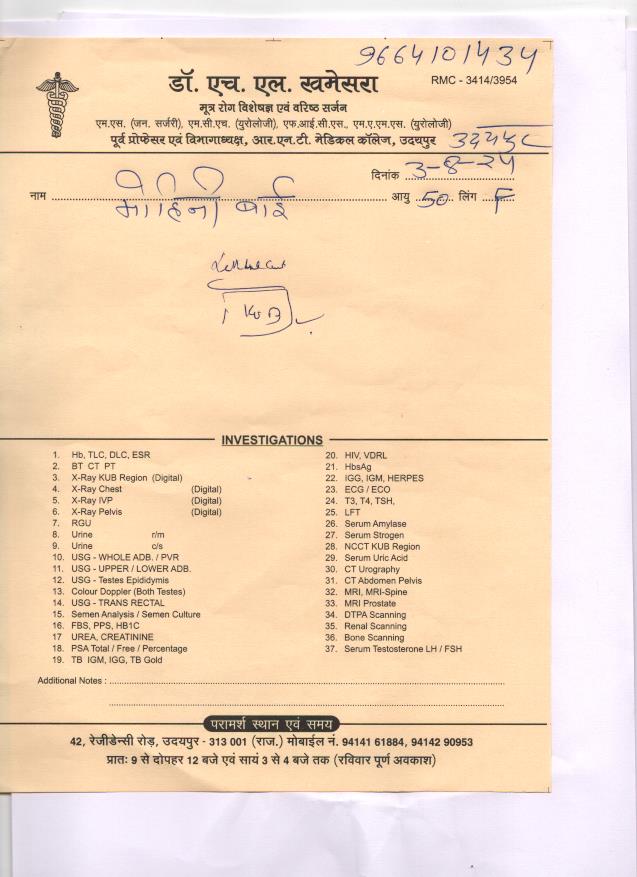 9664101434
डॉ. एच. एल. खमेसरा
RMC - 3414/3954
मूत्र रोग विशेषज्ञ एवं वरिष्ठ सर्जन
एम.एस. (जन. सर्जरी), एम.सी.एच. (युरोलोजी), एफ.आई.सी.एस., एम.ए.एम.एस. (युरोलोजी)
पूर्व प्रोफेसर एवं विभागाध्यक्ष, आर.एन.टी. मेडिकल कॉलेज, उदयपुर
दिनांक 3-8-24
नाम मोहिनी बाई आयु 50 लिंग F
INVESTIGATIONS
1. Hb, TLC, DLC, ESR
2. BT CT PT
3. X-Ray KUB Region (Digital)
4. X-Ray Chest (Digital)
5. X-Ray IVP (Digital)
6. X-Ray Pelvis (Digital)
7. RGU
8. Urine r/m
9. Urine c/s
10. USG - WHOLE ADB. / PVR
11. USG - UPPER / LOWER ADB.
12. USG - Testes Epididymis
13. Colour Doppler (Both Testes)
14. USG - TRANS RECTAL
15. Semen Analysis / Semen Culture
16. FBS, PPS, HB1C
17 UREA, CREATININE
18. PSA Total / Free / Percentage
19. TB IGM, IGG, TB Gold
20. HIV, VDRL
21. HbsAg
22. IGG, IGM, HERPES
23. ECG / ECO
24. T3, T4, TSH,
25. LFT
26. Serum Amylase
27. Serum Strogen
28. NCCT KUB Region
29. Serum Uric Acid
30. CT Urography
31. CT Abdomen Pelvis
32. MRI, MRI-Spine
33. MRI Prostate
34. DTPA Scanning
35. Renal Scanning
36. Bone Scanning
37. Serum Testosterone LH / FSH
Additional Notes :
परामर्श स्थान एवं समय
42, रेजीडेन्सी रोड़, उदयपुर - 313 001 (राज.) मोबाईल नं. 94141 61884, 94142 90953
प्रातः 9 से दोपहर 12 बजे एवं सायं 3 से 4 बजे तक (रविवार पूर्ण अवकाश)